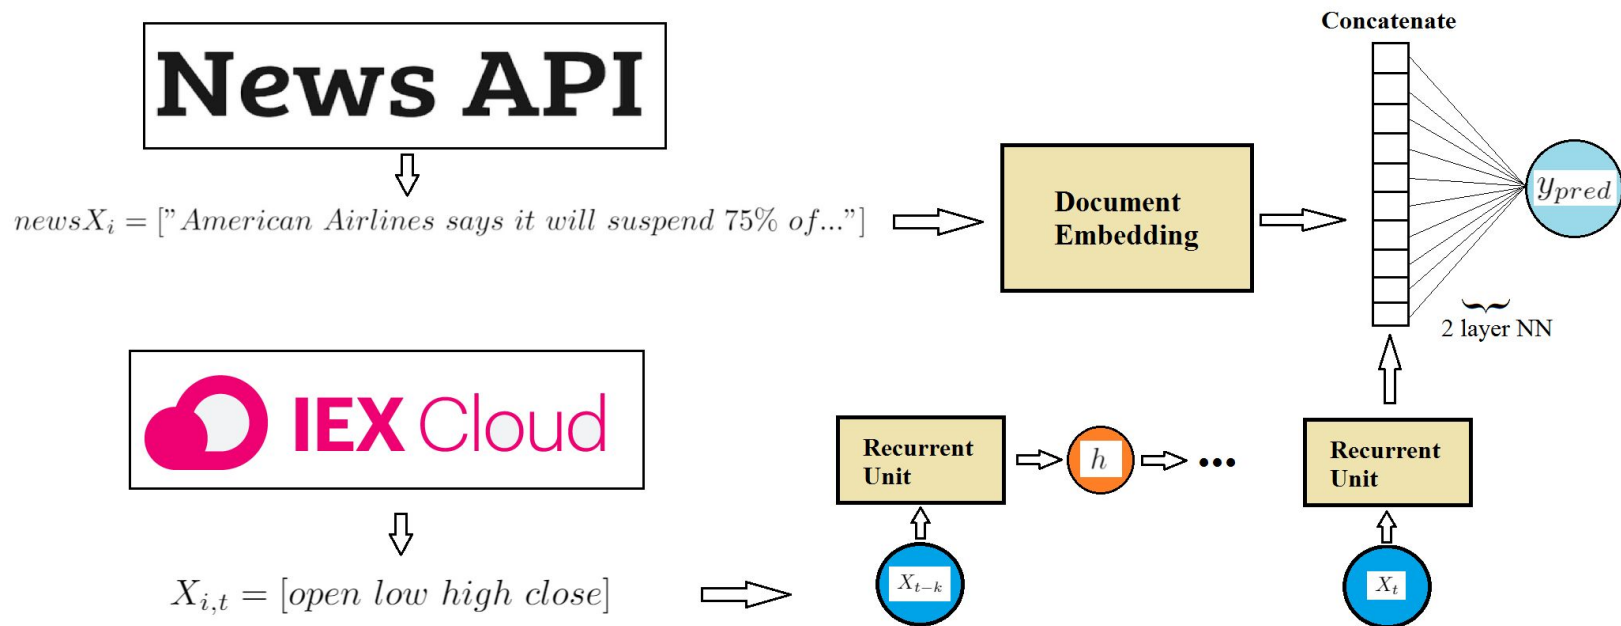 Concatenate
News API
newsX_i = ["American Airlines says it will suspend 75% of..."]
Document
Embedding
y_pred
2 layer NN
IEX Cloud
Recurrent
Unit
h
•••
Recurrent
Unit
X_{i,t} = [open low high close]
X_{t-k}
X_t